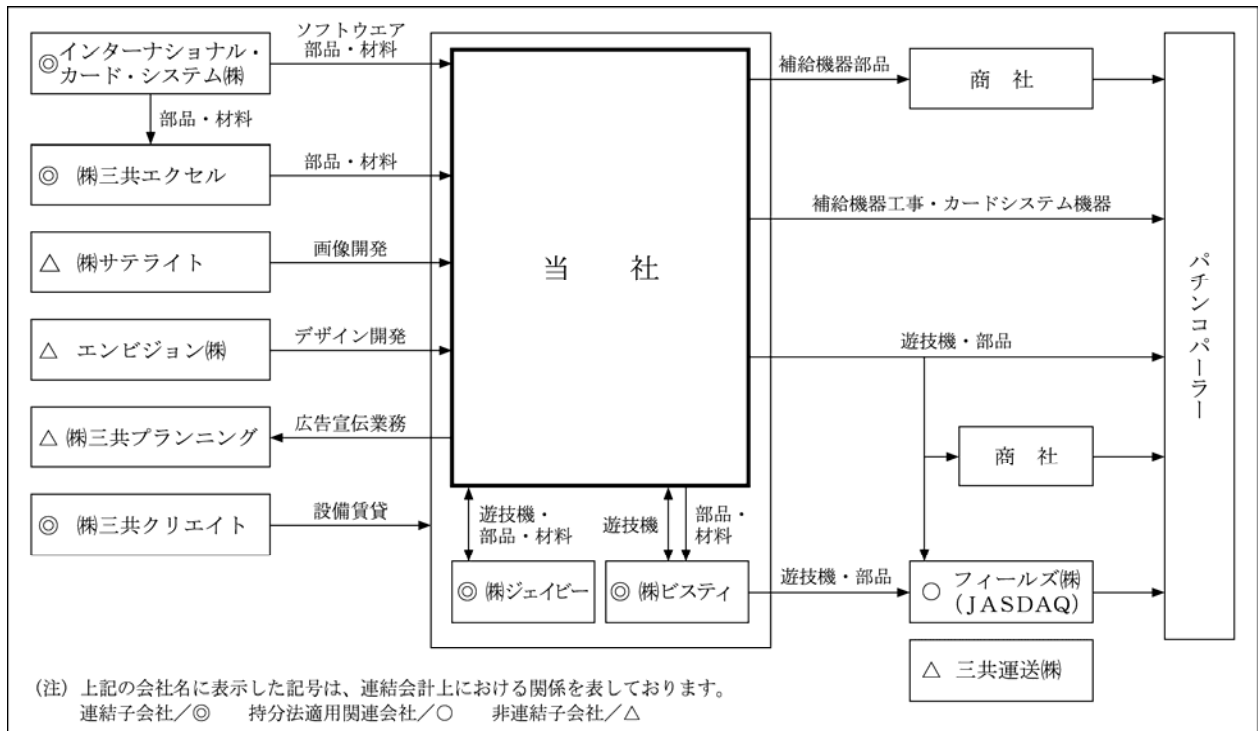 ソフトウエア
部品・材料
◎インターナショナル・
カード・システム㈱
部品・材料
◎ ㈱三共エクセル
部品・材料
△ ㈱サテライト
画像開発
△ エンビジョン㈱
デザイン開発
△ ㈱三共プランニング
広告宣伝業務
◎ ㈱三共クリエイト
設備賃貸
当 社
遊技機・
部品・材料
遊技機
部品・
材料
◎ ㈱ジェイビー
◎ ㈱ビスティ
補給機器部品
商 社
補給機器工事・カードシステム機器
遊技機・部品
商 社
遊技機・部品
○ フィールズ㈱
(JASDAQ)
△ 三共運送㈱
パチンコパーラー
(注) 上記の会社名に表示した記号は、連結会計上における関係を表しております。
連結子会社／◎ 持分法適用関連会社／○ 非連結子会社／△